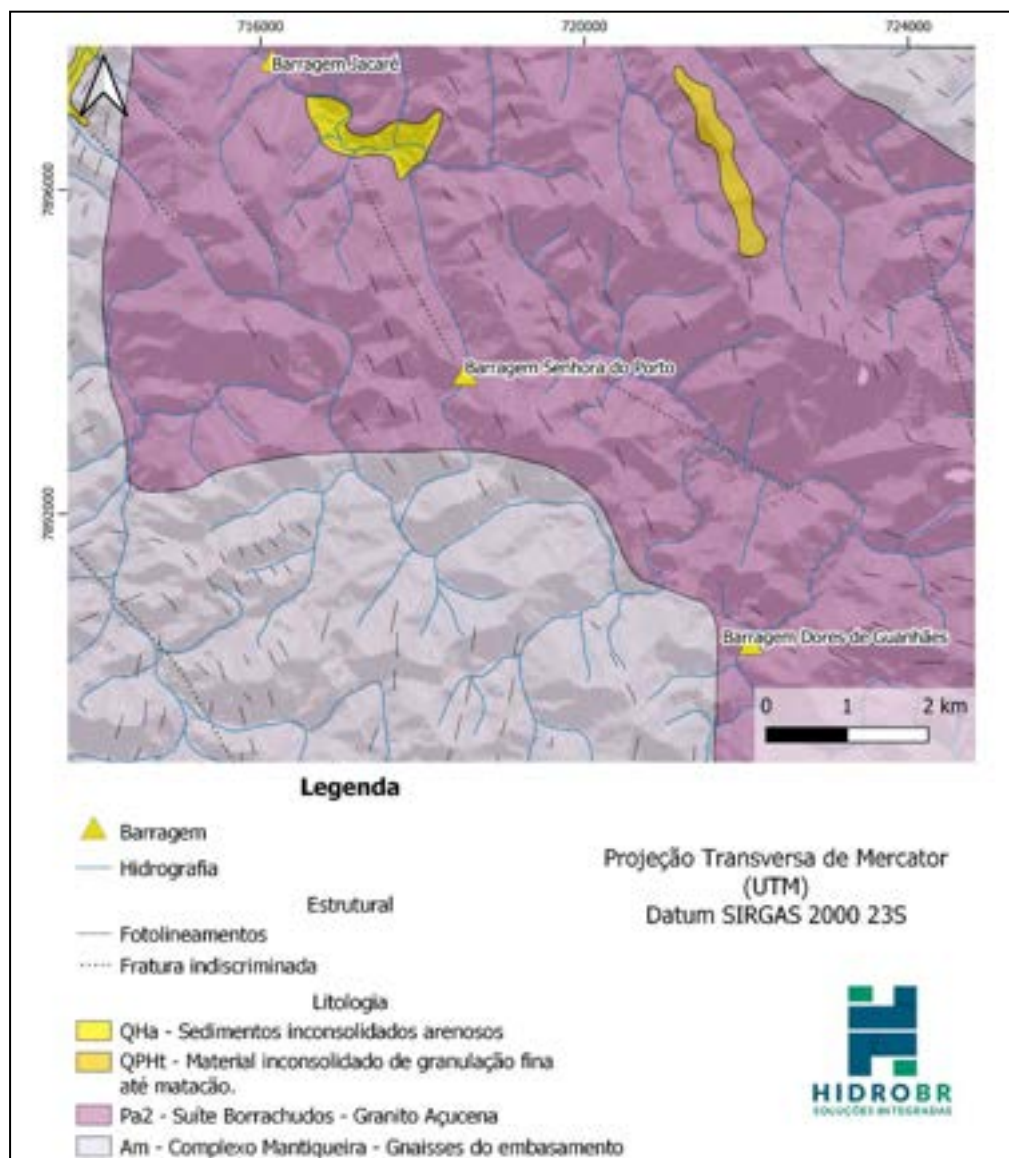 716000
720000
724000
Barragem Jacaré
7896000
Barragem Senhora do Porto
7892000
Barragem Dores de Guanhães
0 1 2 km
Legenda
Barragem
Hidrografia
Estrutural
Fotolineamentos
Fratura indiscriminada
Litologia
QHa - Sedimentos inconsolidados arenosos
QPHt - Material inconsolidado de granulação fina
até matacão.
Pa2 - Suíte Borrachudos - Granito Açucena
Am - Complexo Mantiqueira - Gnaisses do embasamento
Projeção Transversa de Mercator
(UTM)
Datum SIRGAS 2000 23S
HIDROBR
SOLUÇÕES INTEGRADAS